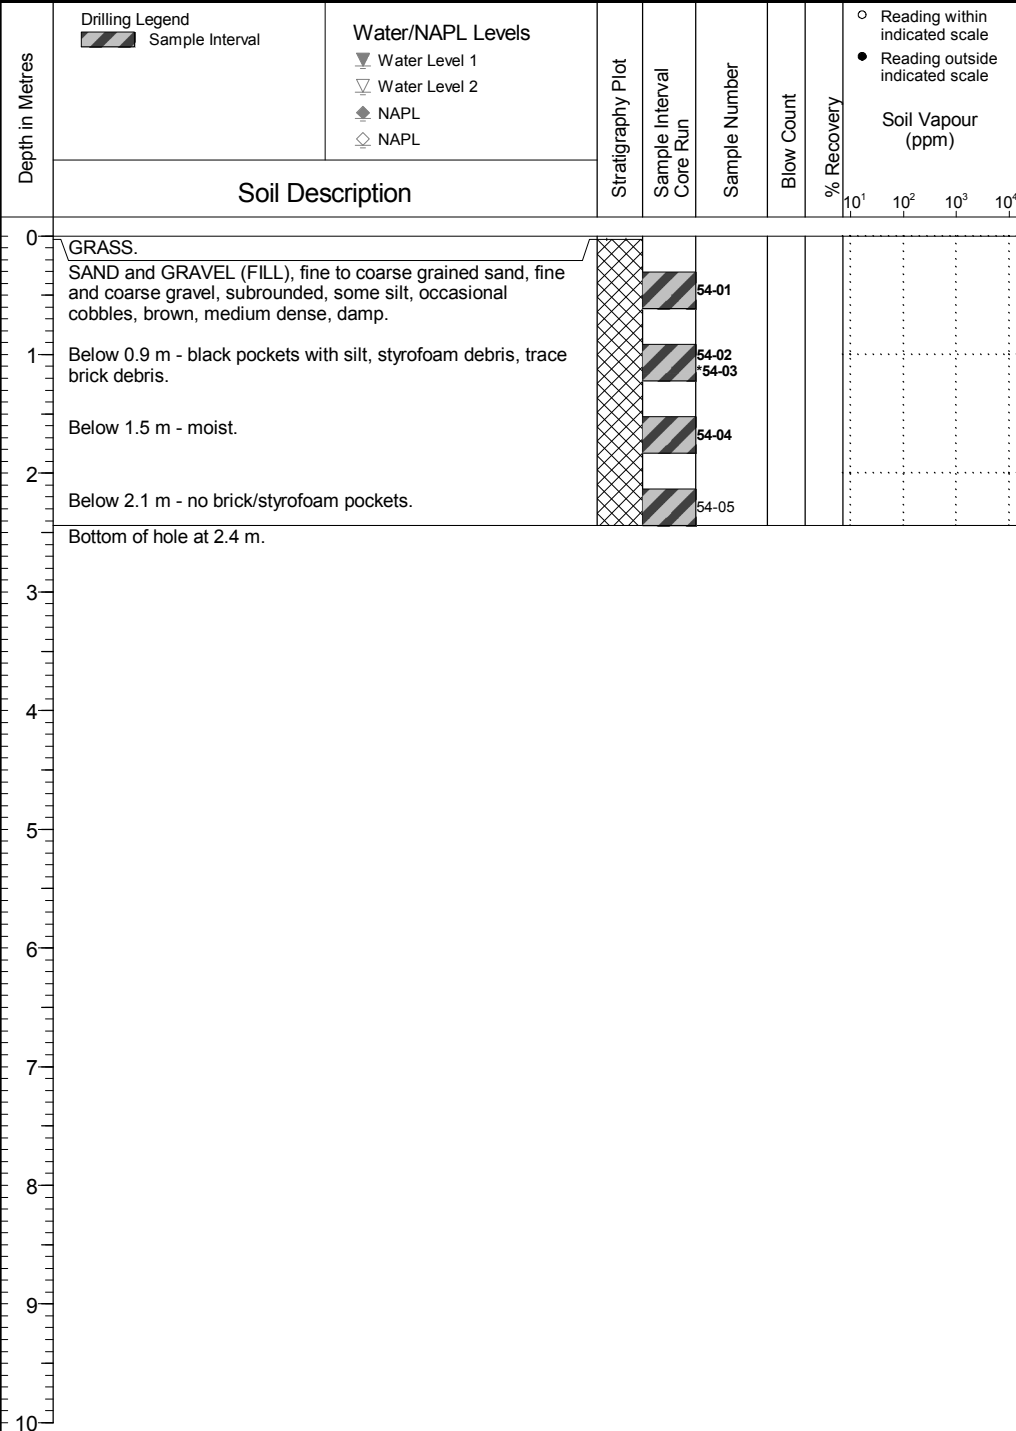 Depth in Metres
Drilling Legend
Sample Interval
Water/NAPL Levels
Water Level 1
Water Level 2
NAPL
NAPL
Soil Description
Stratigraphy Plot
Sample Interval
Core Run
Sample Number
Blow Count
% Recovery
Reading within
indicated scale
Reading outside
indicated scale
Soil Vapour
(ppm)
10¹ 10² 10³ 10⁴
0
GRASS.
SAND and GRAVEL (FILL), fine to coarse grained sand, fine
and coarse gravel, subrounded, some silt, occasional
cobbles, brown, medium dense, damp.
54-01
1
Below 0.9 m - black pockets with silt, styrofoam debris, trace
brick debris.
54-02
*54-03
Below 1.5 m - moist.
54-04
2
Below 2.1 m - no brick/styrofoam pockets.
54-05
Bottom of hole at 2.4 m.
3
4
5
6
7
8
9
10